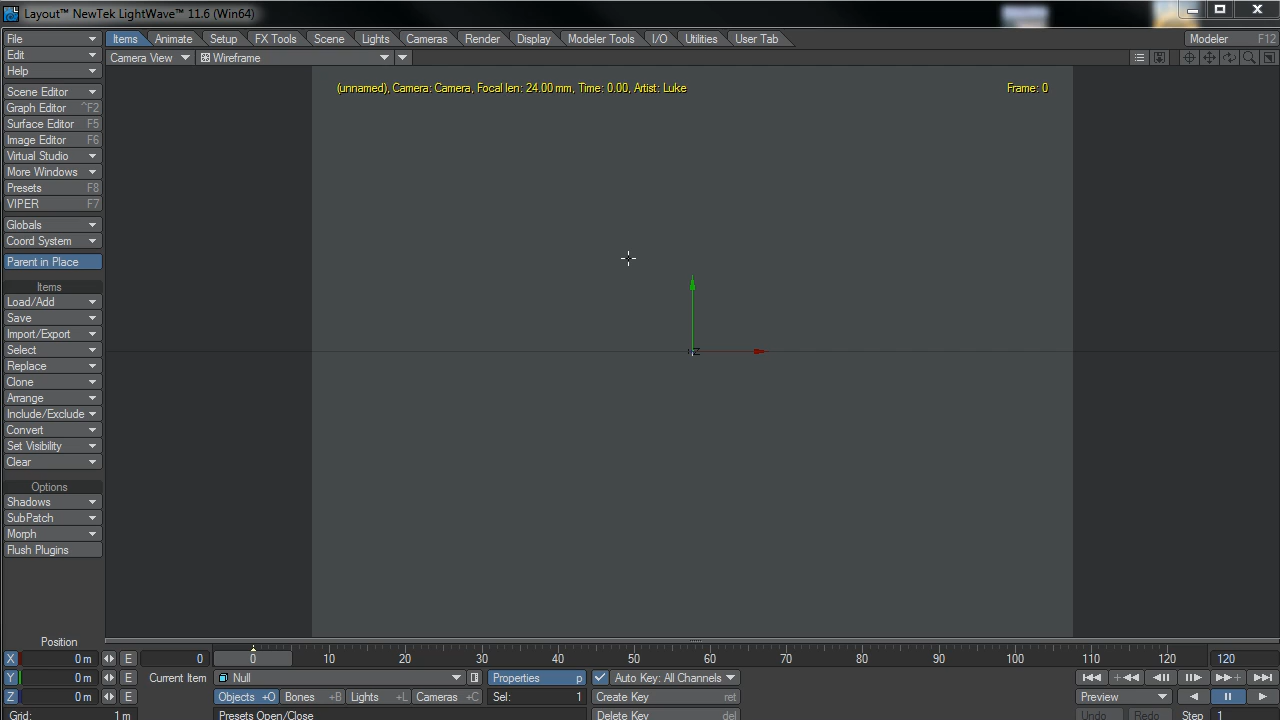 Layout™ NewTek LightWave™ 11.6 (Win64)
File
Items Animate Setup FX Tools Scene Lights Cameras Render Display Modeler Tools I/O Utilities User Tab
Modeler F12
Edit
Camera View Wireframe
Help
(unnamed), Camera: Camera, Focal len: 24.00 mm, Time: 0.00, Artist: Luke
Frame: 0
Scene Editor
Graph Editor ^F2
Surface Editor F5
Image Editor F6
Virtual Studio
More Windows
Presets F8
VIPER F7
Globals
Coord System
Parent in Place
Items
Load/Add
Save
Import/Export
Select
Replace
Clone
Arrange
Include/Exclude
Convert
Set Visibility
Clear
Options
Shadows
SubPatch
Morph
Flush Plugins
Position
X 0 m E 0 0 10 20 30 40 50 60 70 80 90 100 110 120 120
Y 0 m E Current Item Null Properties p Auto Key: All Channels
Z 0 m E Objects +O Bones +B Lights +L Cameras +C Sel: 1 Create Key ret Preview
Grid: 1 m Presets Open/Close Delete Key del Undo Redo Step 1